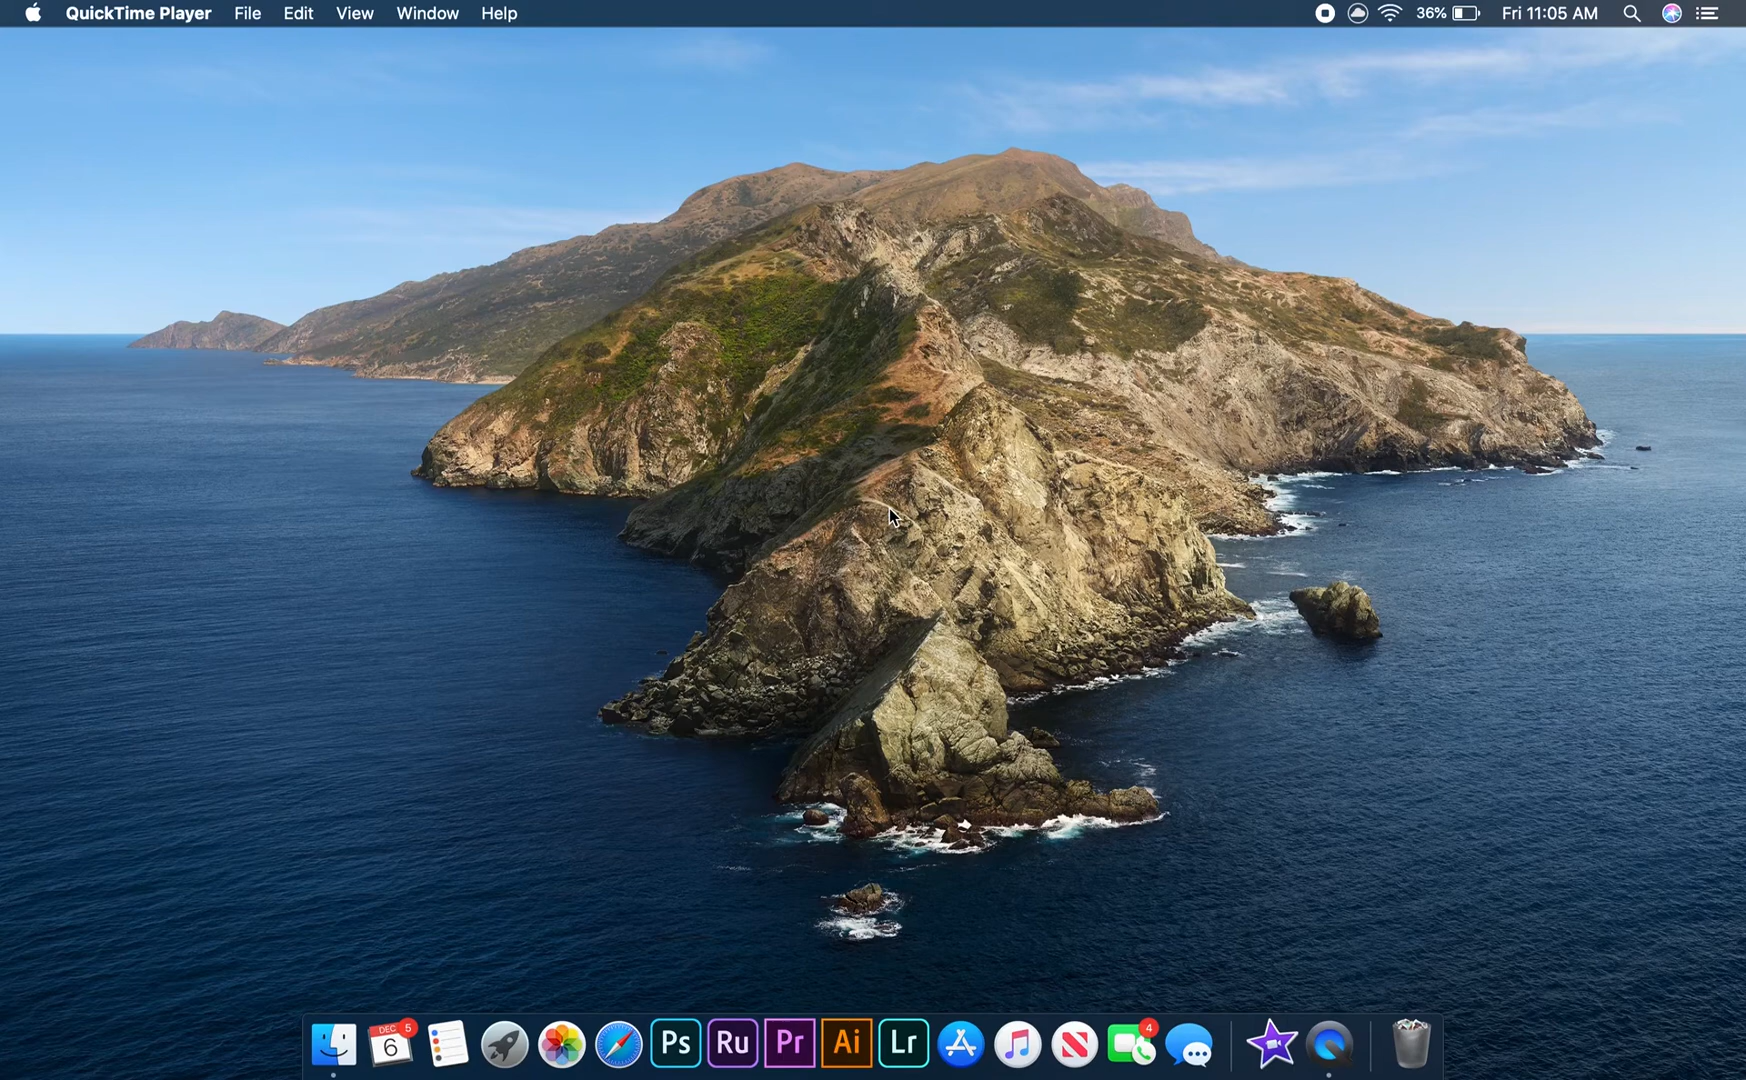 QuickTime Player File Edit View Window Help 36% Fri 11:05 AM
DEC 5 4
6 Ps Ru Pr Ai Lr